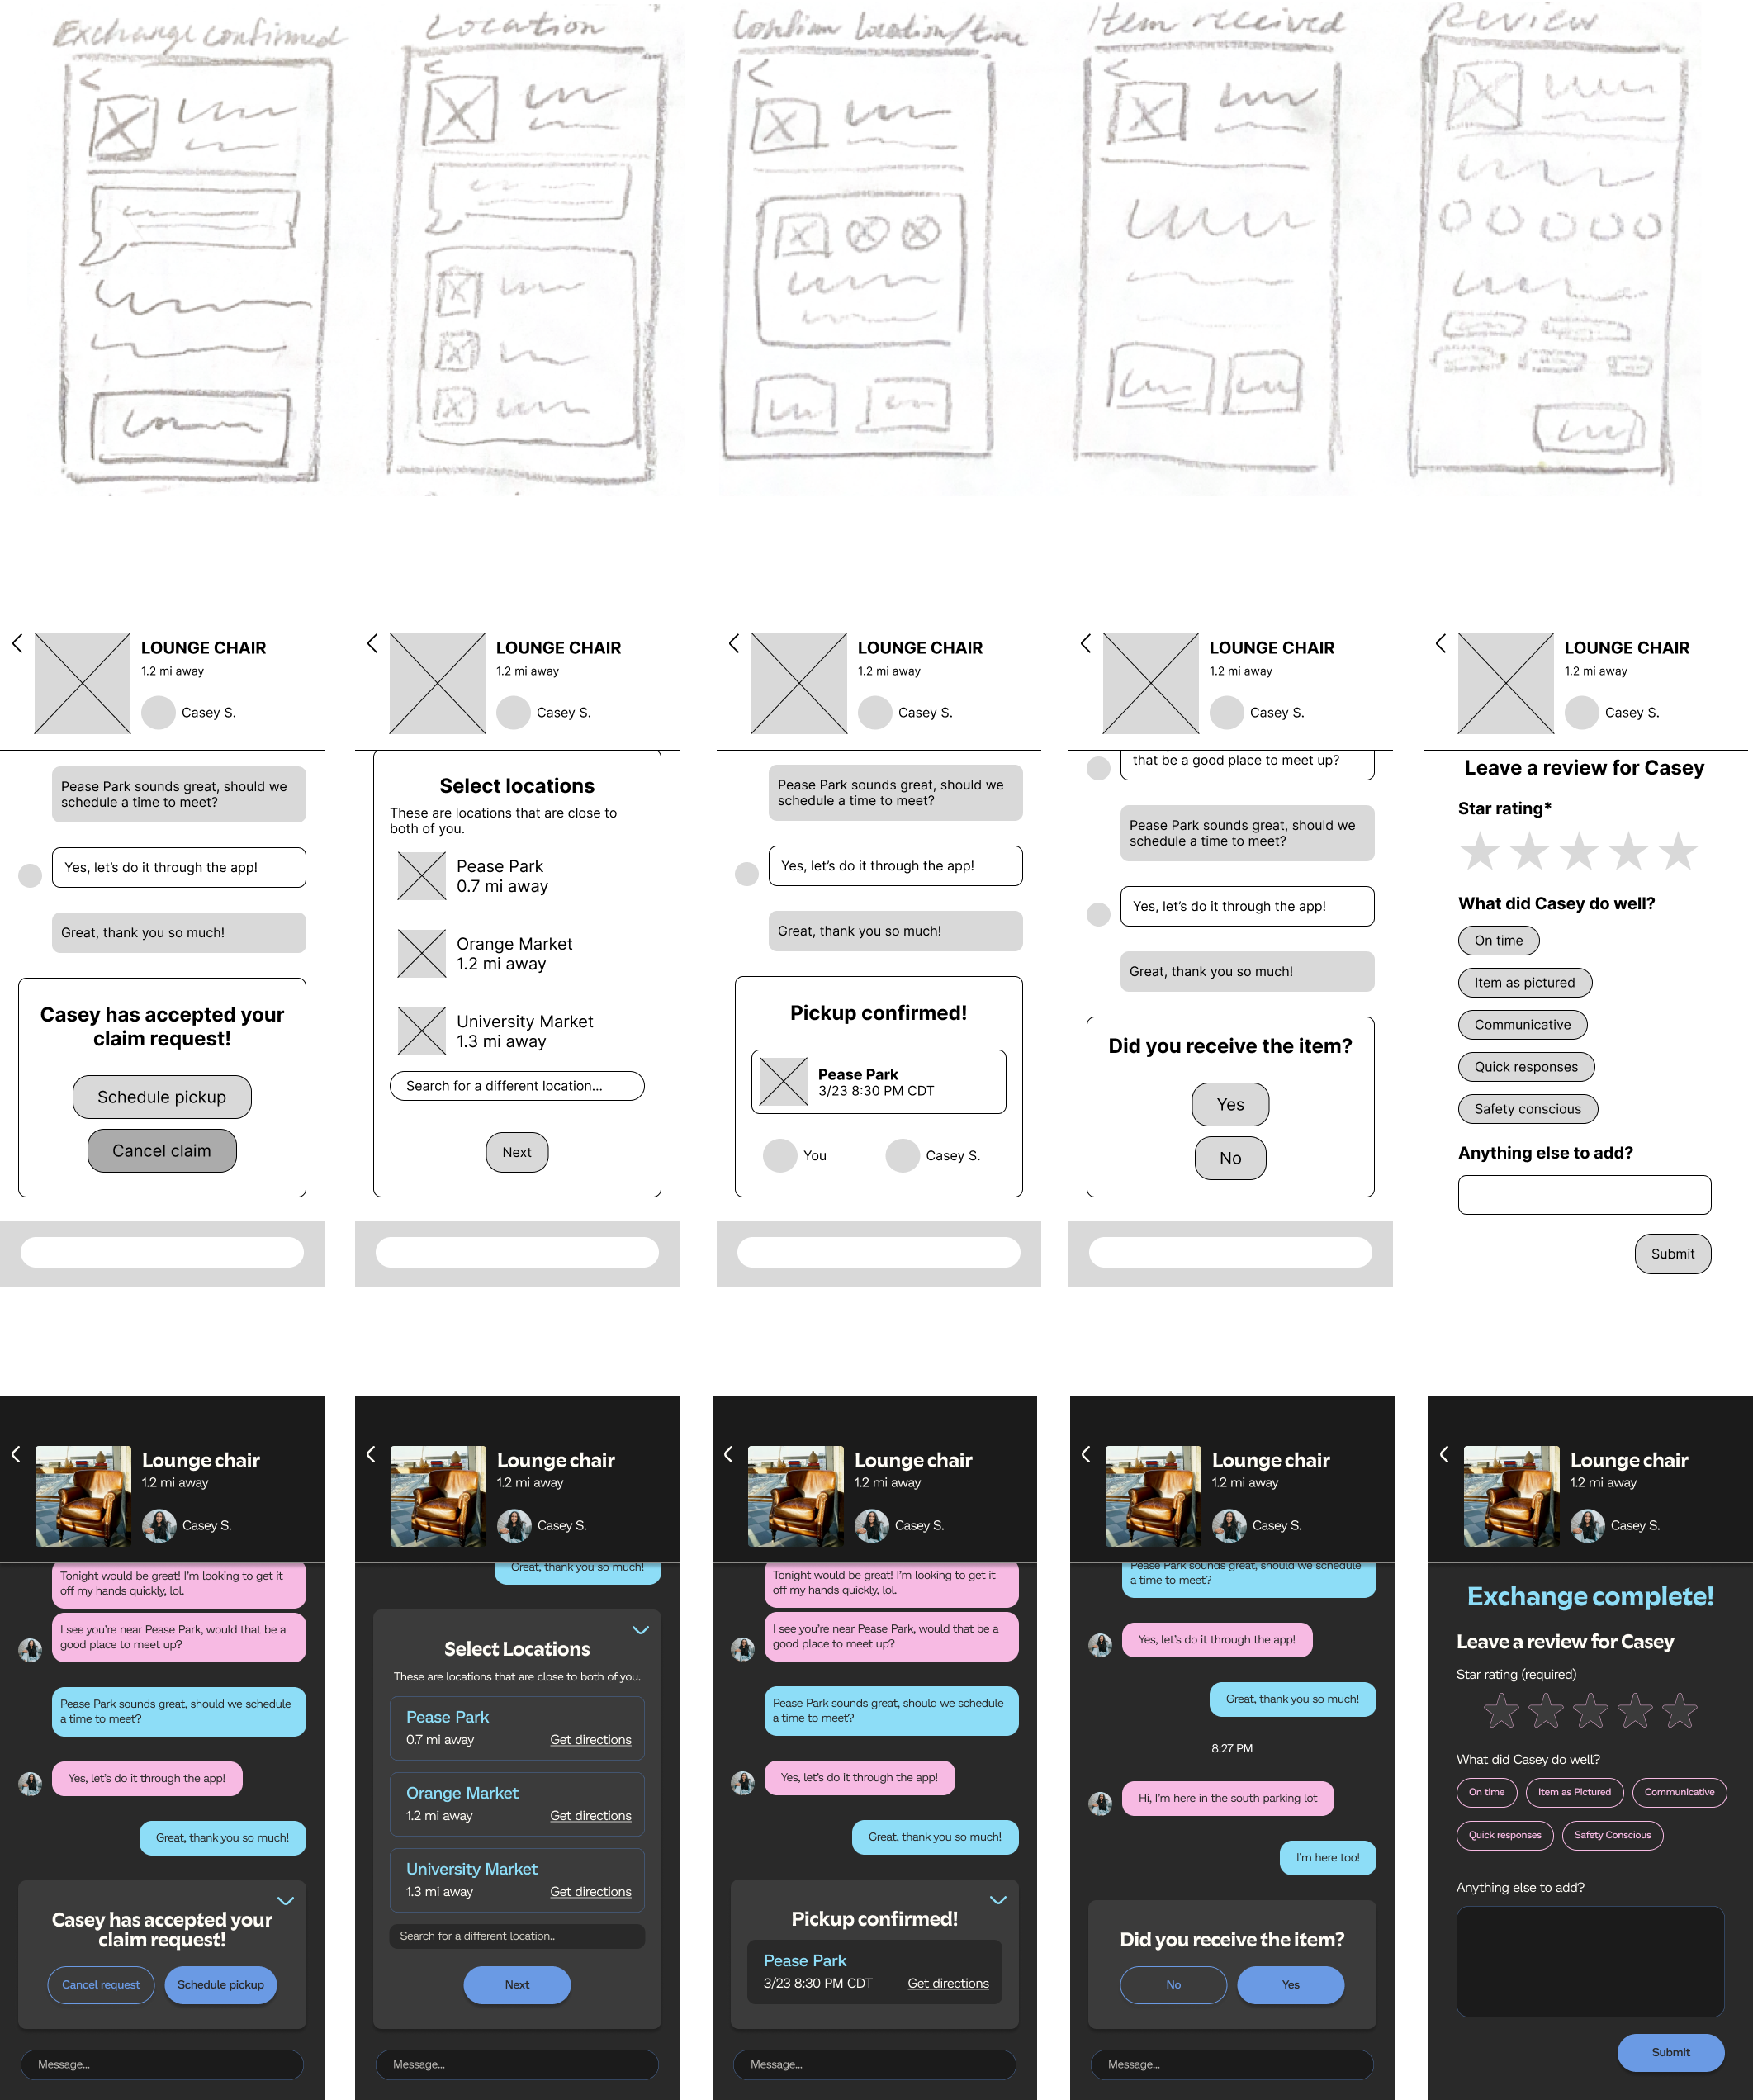 Exchange confirmed
Location
Confirm location/time
Item received
Review
LOUNGE CHAIR
1.2 mi away
Casey S.
Pease Park sounds great, should we
schedule a time to meet?
Yes, let's do it through the app!
Great, thank you so much!
Casey has accepted your
claim request!
Schedule pickup
Cancel claim
LOUNGE CHAIR
1.2 mi away
Casey S.
Select locations
These are locations that are close to
both of you.
Pease Park
0.7 mi away
Orange Market
1.2 mi away
University Market
1.3 mi away
Search for a different location...
Next
LOUNGE CHAIR
1.2 mi away
Casey S.
Pease Park sounds great, should we
schedule a time to meet?
Yes, let's do it through the app!
Great, thank you so much!
Pickup confirmed!
Pease Park
3/23 8:30 PM CDT
You
Casey S.
LOUNGE CHAIR
1.2 mi away
Casey S.
that be a good place to meet up?
Pease Park sounds great, should we
schedule a time to meet?
Yes, let's do it through the app!
Great, thank you so much!
Did you receive the item?
Yes
No
LOUNGE CHAIR
1.2 mi away
Casey S.
Leave a review for Casey
Star rating*
What did Casey do well?
On time
Item as pictured
Communicative
Quick responses
Safety conscious
Anything else to add?
Submit
Lounge chair
1.2 mi away
Casey S.
Tonight would be great! I'm looking to get it
off my hands quickly, lol.
I see you're near Pease Park, would that be a
good place to meet up?
Pease Park sounds great, should we schedule
a time to meet?
Yes, let's do it through the app!
Great, thank you so much!
Casey has accepted your
claim request!
Cancel request
Schedule pickup
Message...
Lounge chair
1.2 mi away
Casey S.
Great, thank you so much!
Select Locations
These are locations that are close to both of you.
Pease Park
0.7 mi away
Get directions
Orange Market
1.2 mi away
Get directions
University Market
1.3 mi away
Get directions
Search for a different location..
Next
Message...
Lounge chair
1.2 mi away
Casey S.
Tonight would be great! I'm looking to get it
off my hands quickly, lol.
I see you're near Pease Park, would that be a
good place to meet up?
Pease Park sounds great, should we schedule
a time to meet?
Yes, let's do it through the app!
Great, thank you so much!
Pickup confirmed!
Pease Park
3/23 8:30 PM CDT
Get directions
Message...
Lounge chair
1.2 mi away
Casey S.
Pease Park sounds great, should we schedule
a time to meet?
Yes, let's do it through the app!
Great, thank you so much!
8:27 PM
Hi, I'm here in the south parking lot
I'm here too!
Did you receive the item?
No
Yes
Message...
Lounge chair
1.2 mi away
Casey S.
Exchange complete!
Leave a review for Casey
Star rating (required)
What did Casey do well?
On time
Item as Pictured
Communicative
Quick responses
Safety Conscious
Anything else to add?
Submit